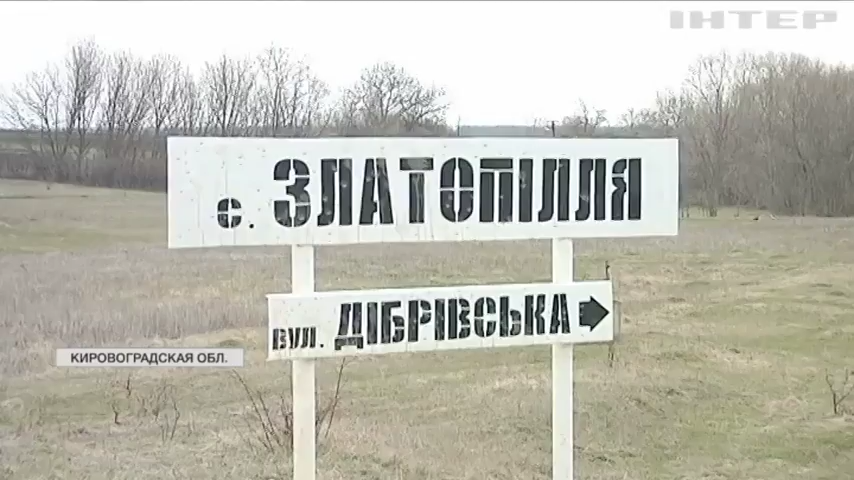 ІНТЕР
с. ЗЛАТОПІЛЛЯ
вул. ДІБРІВСЬКА
КИРОВОГРАДСКАЯ ОБЛ.